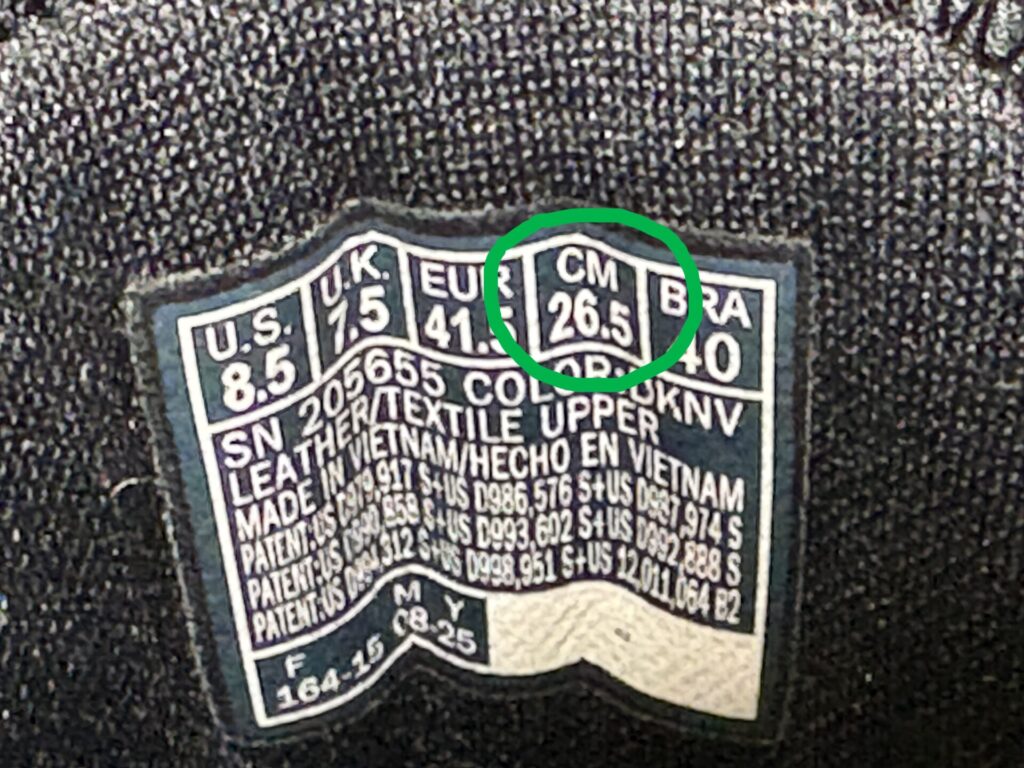 U.S. U.K. EUR CM BRA
8.5 7.5 41.5 26.5 40
SN 205655 COLOR: DKNV
LEATHER/TEXTILE UPPER
MADE IN VIETNAM/HECHO EN VIETNAM
PATENT:US D979,917 S+US D986,576 S+US D987,974 S
PATENT:US D990,859 S+US D993,602 S+US D992,888 S
PATENT:US D994,312 S+US D998,951 S+US 12,011,064 B2
F M Y
164-15 08-25